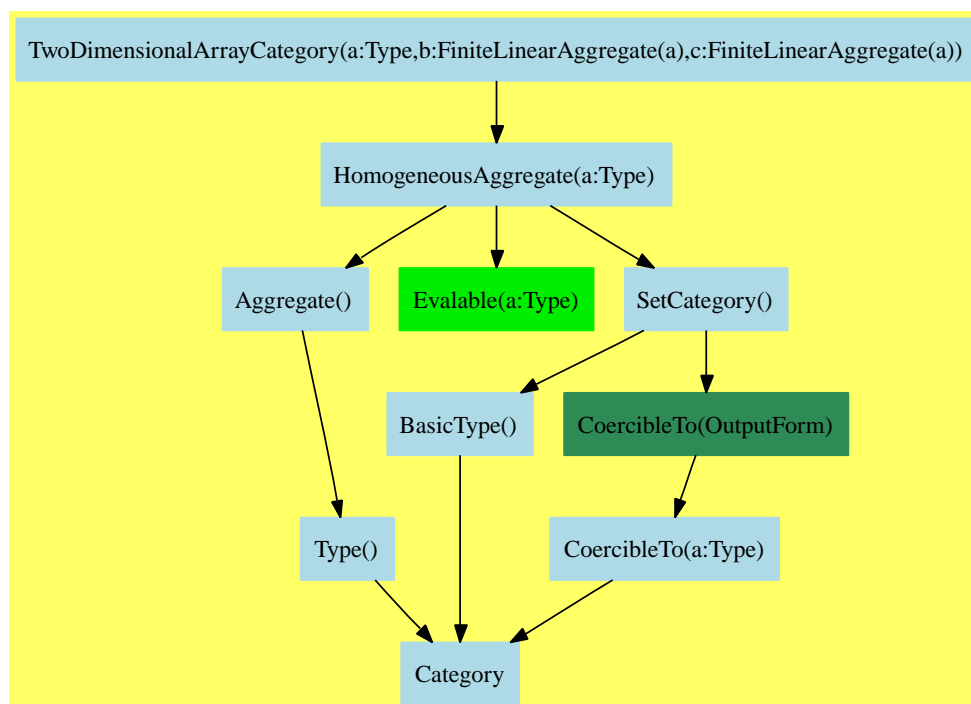 TwoDimensionalArrayCategory(a:Type,b:FiniteLinearAggregate(a),c:FiniteLinearAggregate(a))
HomogeneousAggregate(a:Type)
Aggregate()
Evalable(a:Type)
SetCategory()
BasicType()
CoercibleTo(OutputForm)
Type()
CoercibleTo(a:Type)
Category